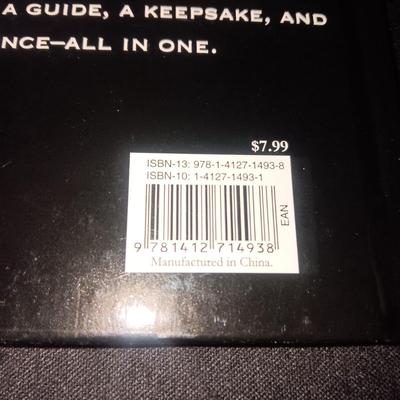 A GUIDE, A KEEPSAKE, AND
NCE—ALL IN ONE.
$7.99
ISBN-13: 978-1-4127-1493-8
ISBN-10: 1-4127-1493-1
EAN
9 781412 714938
Manufactured in China.